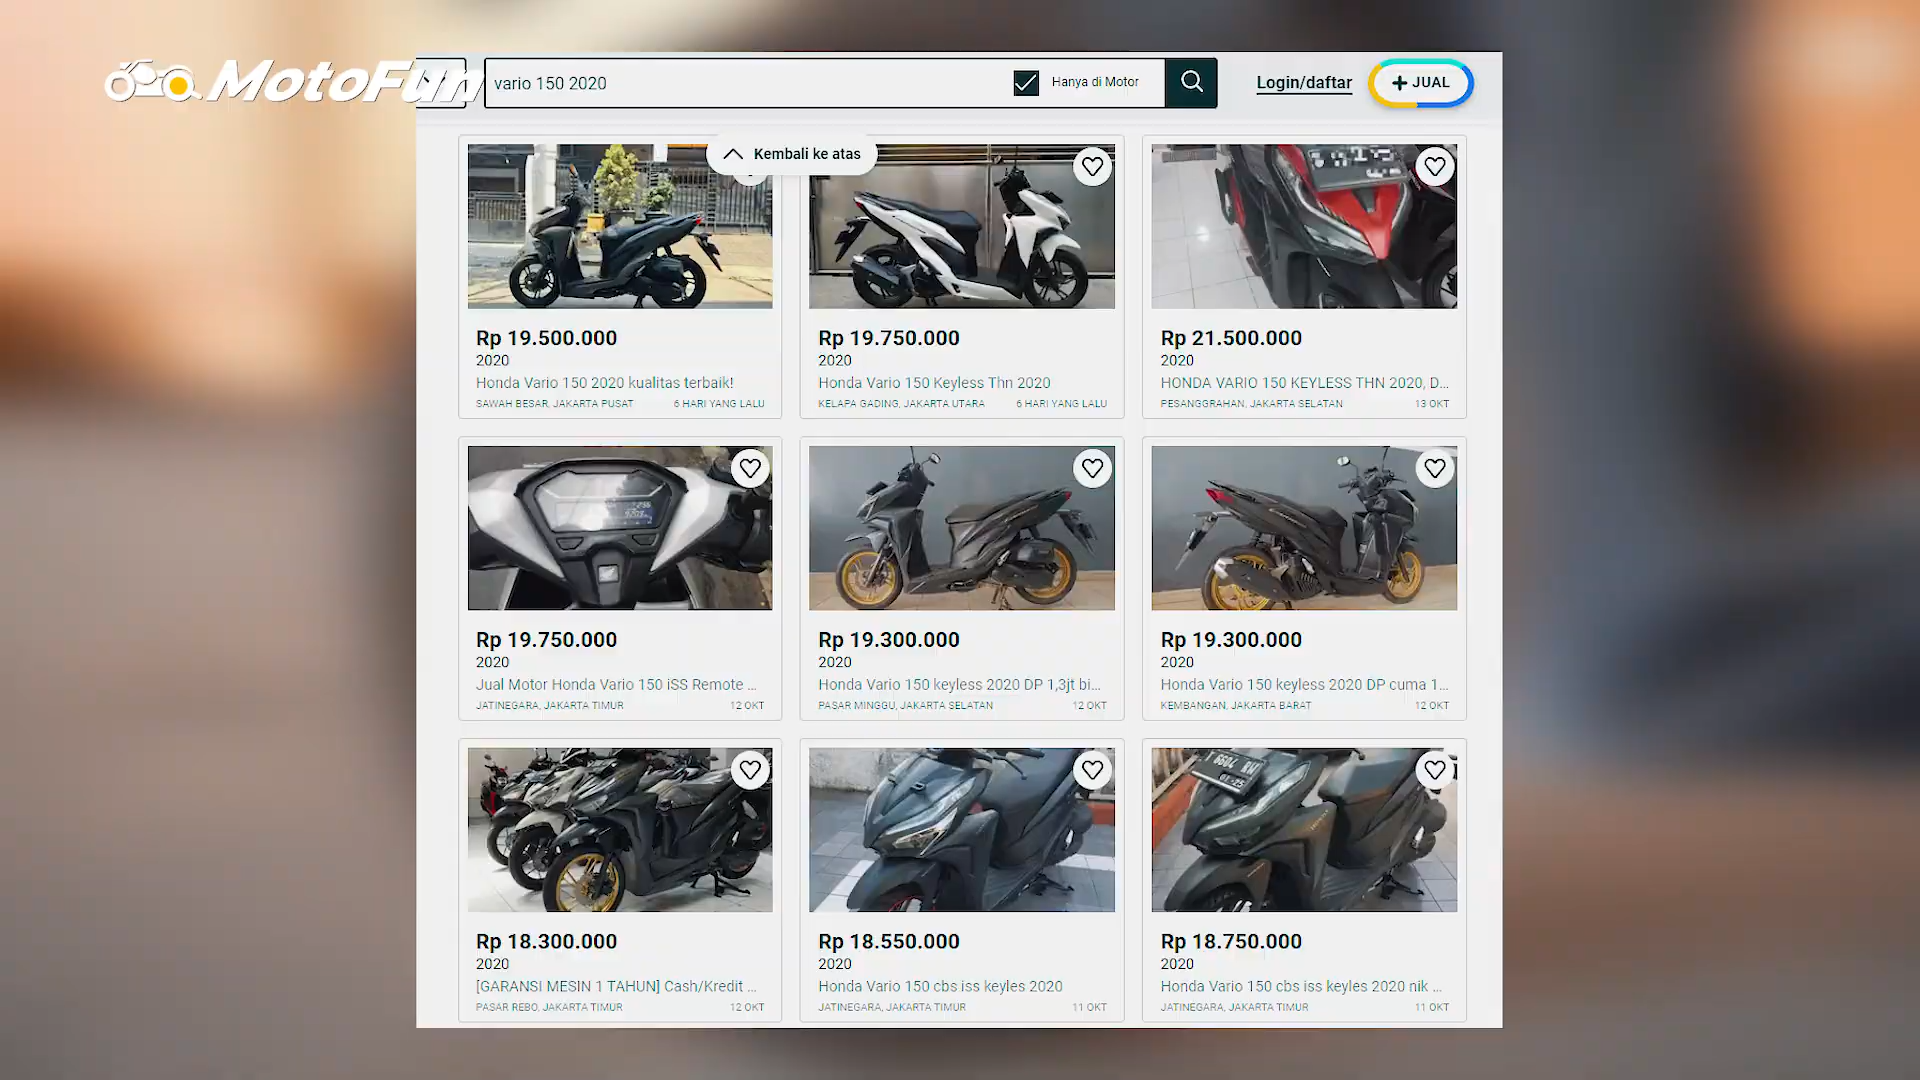 MotoFun
vario 150 2020
Hanya di Motor
Login/daftar
+ JUAL
Kembali ke atas
Rp 19.500.000
2020
Honda Vario 150 2020 kualitas terbaik!
SAWAH BESAR, JAKARTA PUSAT
6 HARI YANG LALU
Rp 19.750.000
2020
Honda Vario 150 Keyless Thn 2020
KELAPA GADING, JAKARTA UTARA
6 HARI YANG LALU
Rp 21.500.000
2020
HONDA VARIO 150 KEYLESS THN 2020, D...
PESANGGRAHAN, JAKARTA SELATAN
13 OKT
Rp 19.750.000
2020
Jual Motor Honda Vario 150 iSS Remote ...
JATINEGARA, JAKARTA TIMUR
12 OKT
Rp 19.300.000
2020
Honda Vario 150 keyless 2020 DP 1,3jt bi...
PASAR MINGGU, JAKARTA SELATAN
12 OKT
Rp 19.300.000
2020
Honda Vario 150 keyless 2020 DP cuma 1...
KEMBANGAN, JAKARTA BARAT
12 OKT
Rp 18.300.000
2020
[GARANSI MESIN 1 TAHUN] Cash/Kredit ...
PASAR REBO, JAKARTA TIMUR
12 OKT
Rp 18.550.000
2020
Honda Vario 150 cbs iss keyles 2020
JATINEGARA, JAKARTA TIMUR
11 OKT
Rp 18.750.000
2020
Honda Vario 150 cbs iss keyles 2020 nik ...
JATINEGARA, JAKARTA TIMUR
11 OKT